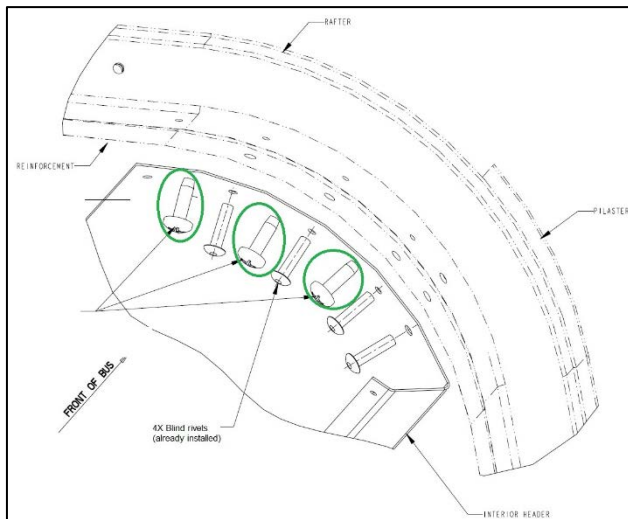 RAFTER
REINFORCEMENT
PILASTER
FRONT OF BUS
4X Blind rivets
(already installed)
INTERIOR HEADER